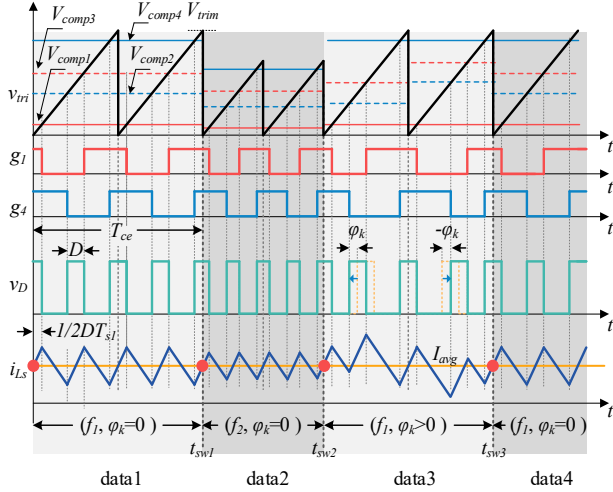 V_comp3 V_comp4 V_trim
V_comp1 V_comp2
v_tri
t
g_1
t
g_4
t
T_ce
D φ_k -φ_k
v_D
t
1/2DT_s1
i_Ls I_avg
t
(f_1, φ_k=0 ) (f_2, φ_k=0) (f_1, φ_k>0 ) (f_1, φ_k=0 )
t_sw1 t_sw2 t_sw3
data1 data2 data3 data4